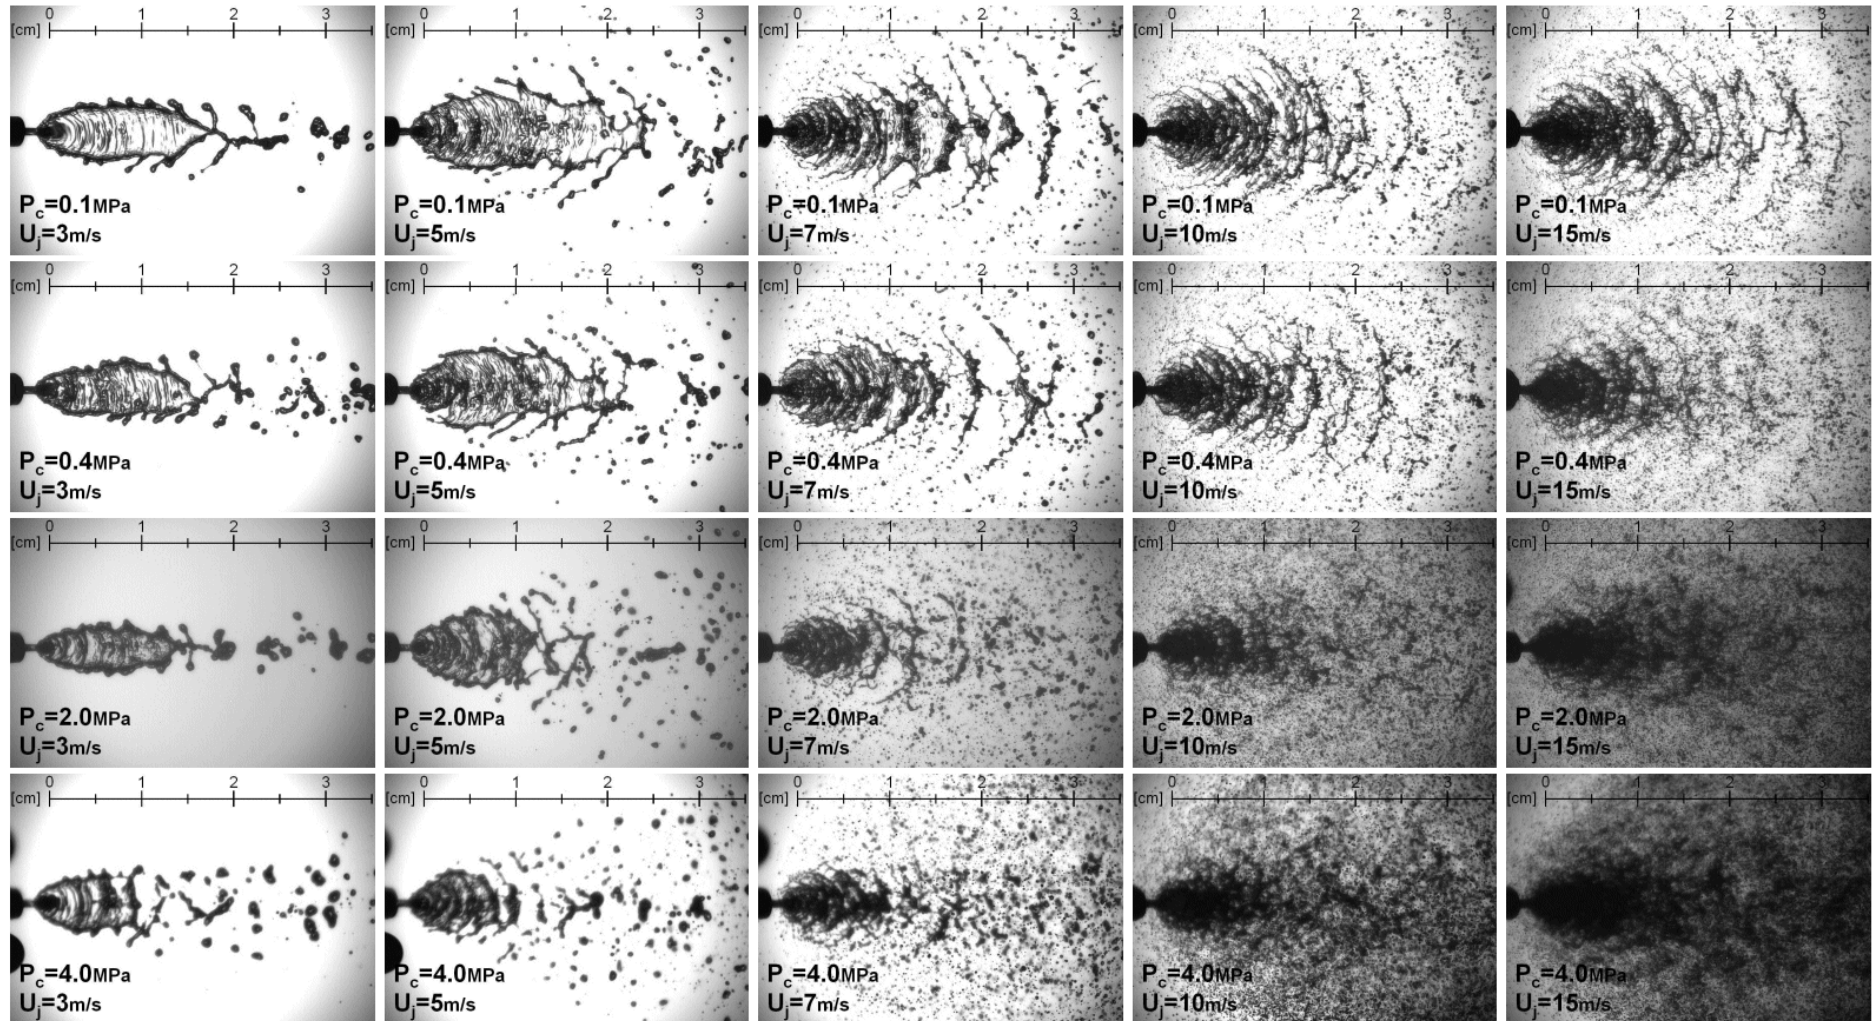 0 1 2 3
[cm]
P_c=0.1MPa
U_j=3m/s
0 1 2 3
[cm]
P_c=0.1MPa
U_j=5m/s
0 1 2 3
[cm]
P_c=0.1MPa
U_j=7m/s
0 1 2 3
[cm]
P_c=0.1MPa
U_j=10m/s
0 1 2 3
[cm]
P_c=0.1MPa
U_j=15m/s
0 1 2 3
[cm]
P_c=0.4MPa
U_j=3m/s
0 1 2 3
[cm]
P_c=0.4MPa
U_j=5m/s
0 1 2 3
[cm]
P_c=0.4MPa
U_j=7m/s
0 1 2 3
[cm]
P_c=0.4MPa
U_j=10m/s
0 1 2 3
[cm]
P_c=0.4MPa
U_j=15m/s
0 1 2 3
[cm]
P_c=2.0MPa
U_j=3m/s
0 1 2 3
[cm]
P_c=2.0MPa
U_j=5m/s
0 1 2 3
[cm]
P_c=2.0MPa
U_j=7m/s
0 1 2 3
[cm]
P_c=2.0MPa
U_j=10m/s
0 1 2 3
[cm]
P_c=2.0MPa
U_j=15m/s
0 1 2 3
[cm]
P_c=4.0MPa
U_j=3m/s
0 1 2 3
[cm]
P_c=4.0MPa
U_j=5m/s
0 1 2 3
[cm]
P_c=4.0MPa
U_j=7m/s
0 1 2 3
[cm]
P_c=4.0MPa
U_j=10m/s
0 1 2 3
[cm]
P_c=4.0MPa
U_j=15m/s